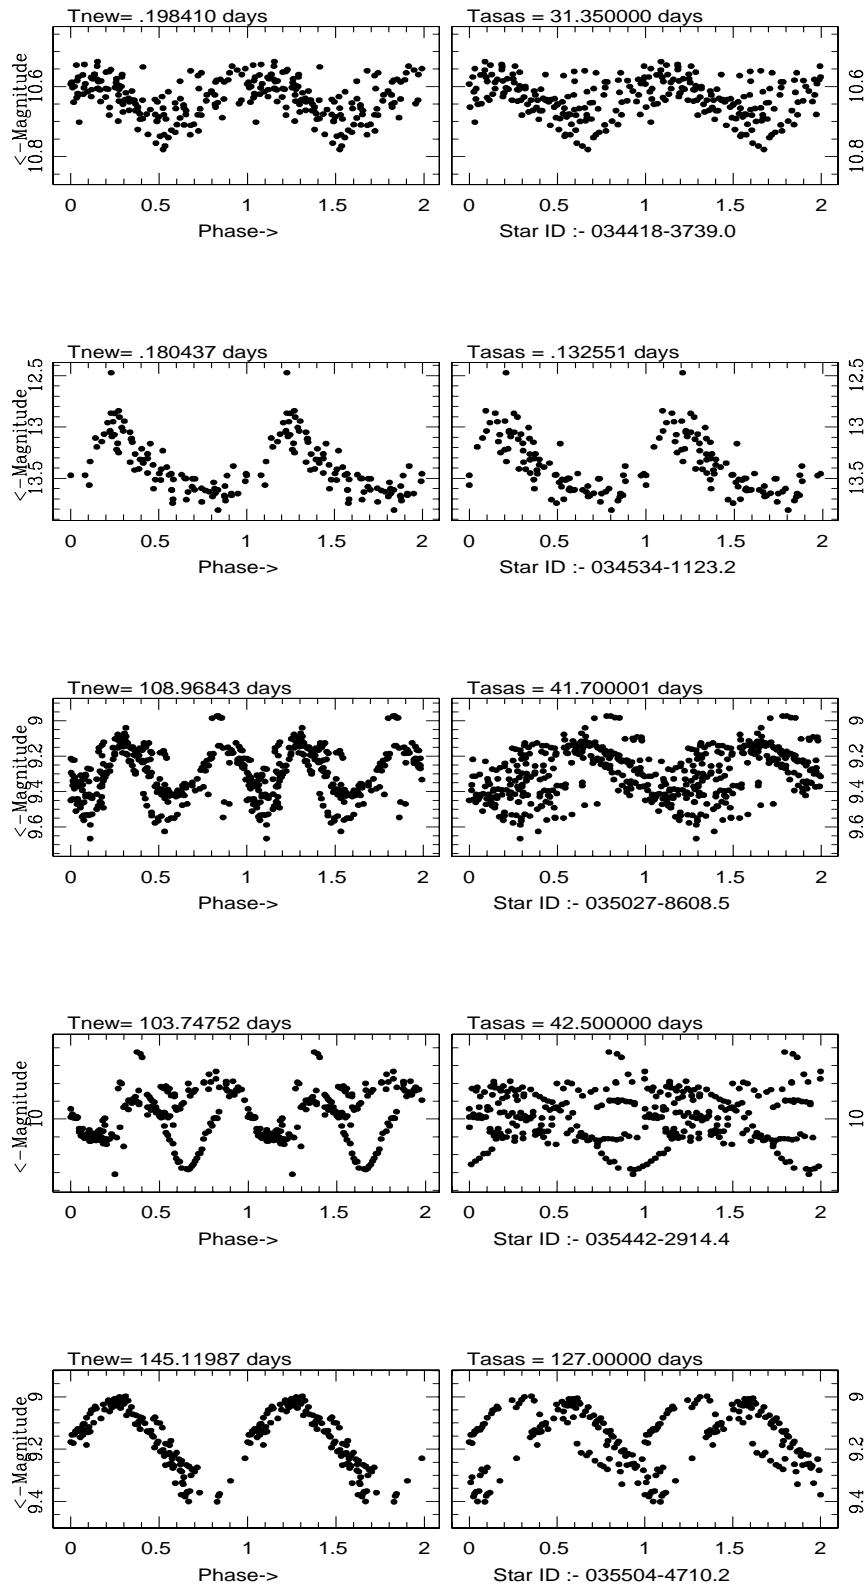 Tnew= .198410 days
Tasas = 31.350000 days
<-Magnitude
10.6
10.8
10.6
10.8
0 0.5 1 1.5 2
0 0.5 1 1.5 2
Phase->
Star ID :- 034418-3739.0
Tnew= .180437 days
Tasas = .132551 days
<-Magnitude
12.5
13
13.5
12.5
13
13.5
0 0.5 1 1.5 2
0 0.5 1 1.5 2
Phase->
Star ID :- 034534-1123.2
Tnew= 108.96843 days
Tasas = 41.700001 days
<-Magnitude
9
9.2
9.4
9.6
9
9.2
9.4
9.6
0 0.5 1 1.5 2
0 0.5 1 1.5 2
Phase->
Star ID :- 035027-8608.5
Tnew= 103.74752 days
Tasas = 42.500000 days
<-Magnitude
10
10
0 0.5 1 1.5 2
0 0.5 1 1.5 2
Phase->
Star ID :- 035442-2914.4
Tnew= 145.11987 days
Tasas = 127.00000 days
<-Magnitude
9
9.2
9.4
9
9.2
9.4
0 0.5 1 1.5 2
0 0.5 1 1.5 2
Phase->
Star ID :- 035504-4710.2